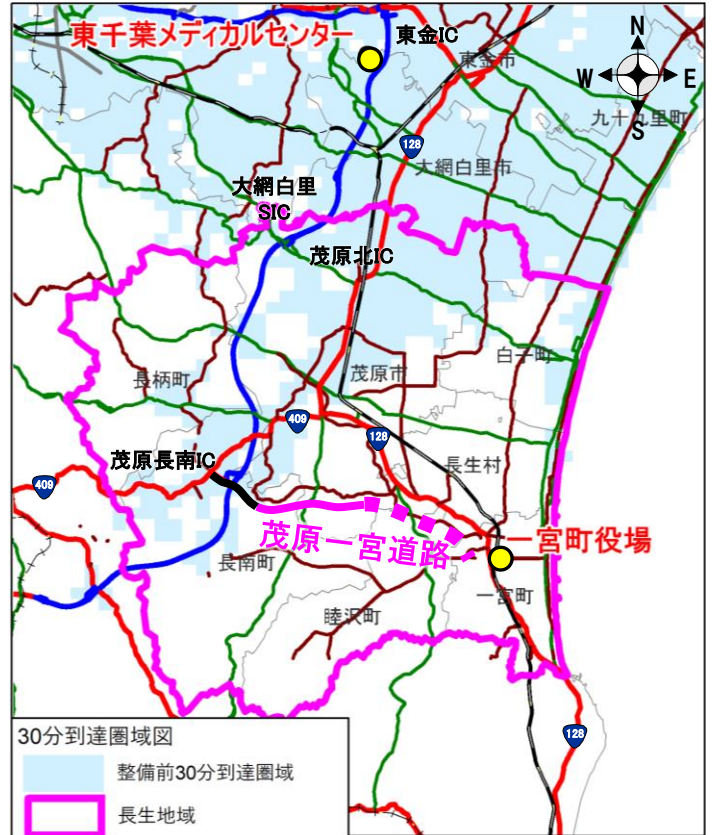 東千葉メディカルセンター
東金IC
東金市
N
W
E
S
九十九里町
128
大網白里市
大網白里
SIC
茂原北IC
白子町
長柄町
茂原市
409
128
長生村
茂原長南IC
409
茂原一宮道路
一宮町役場
長南町
一宮町
睦沢町
128
30分到達圏域図
整備前30分到達圏域
長生地域